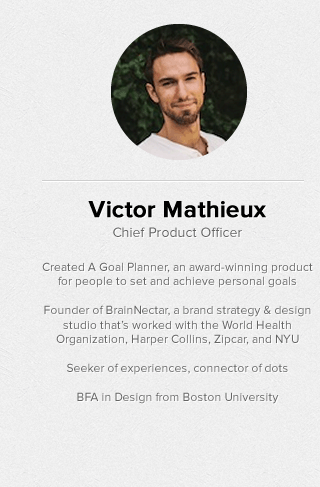 Victor Mathieux
Chief Product Officer
Created A Goal Planner, an award-winning product
for people to set and achieve personal goals
Founder of BrainNectar, a brand strategy & design
studio that's worked with the World Health
Organization, Harper Collins, Zipcar, and NYU
Seeker of experiences, connector of dots
BFA in Design from Boston University